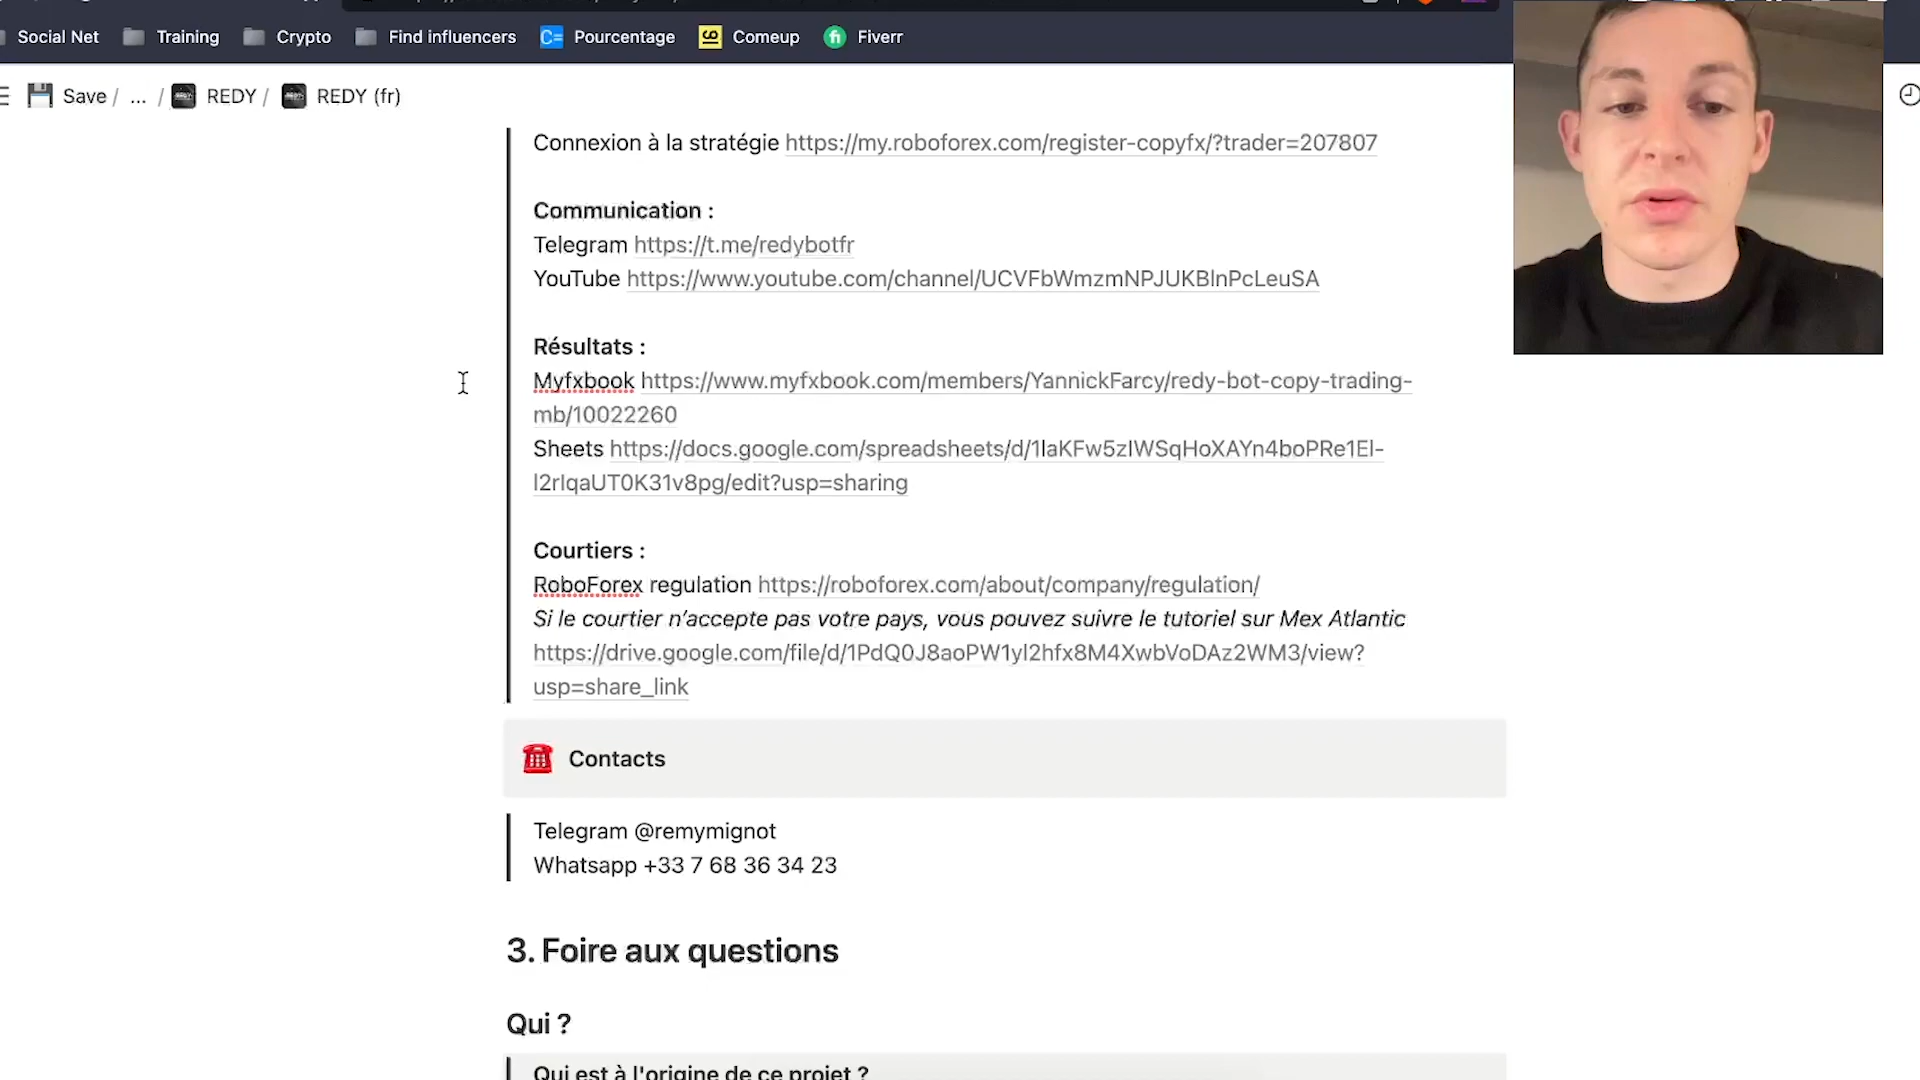 Social Net Training Crypto Find influencers C= Pourcentage Comeup fi Fiverr
Save / ... / REDY / REDY (fr)
Connexion à la stratégie https://my.roboforex.com/register-copyfx/?trader=207807
Communication :
Telegram https://t.me/redybotfr
YouTube https://www.youtube.com/channel/UCVFbWmzmNPJUKBlnPcLeuSA
Résultats :
Myfxbook https://www.myfxbook.com/members/YannickFarcy/redy-bot-copy-trading-
mb/10022260
Sheets https://docs.google.com/spreadsheets/d/1laKFw5zIWSqHoXAYn4boPRe1El-
l2rIqaUT0K31v8pg/edit?usp=sharing
Courtiers :
RoboForex regulation https://roboforex.com/about/company/regulation/
Si le courtier n’accepte pas votre pays, vous pouvez suivre le tutoriel sur Mex Atlantic
https://drive.google.com/file/d/1PdQ0J8aoPW1yl2hfx8M4XwbVoDAz2WM3/view?
usp=share_link
Contacts
Telegram @remymignot
Whatsapp +33 7 68 36 34 23
3. Foire aux questions
Qui ?
Qui est à l'origine de ce projet ?